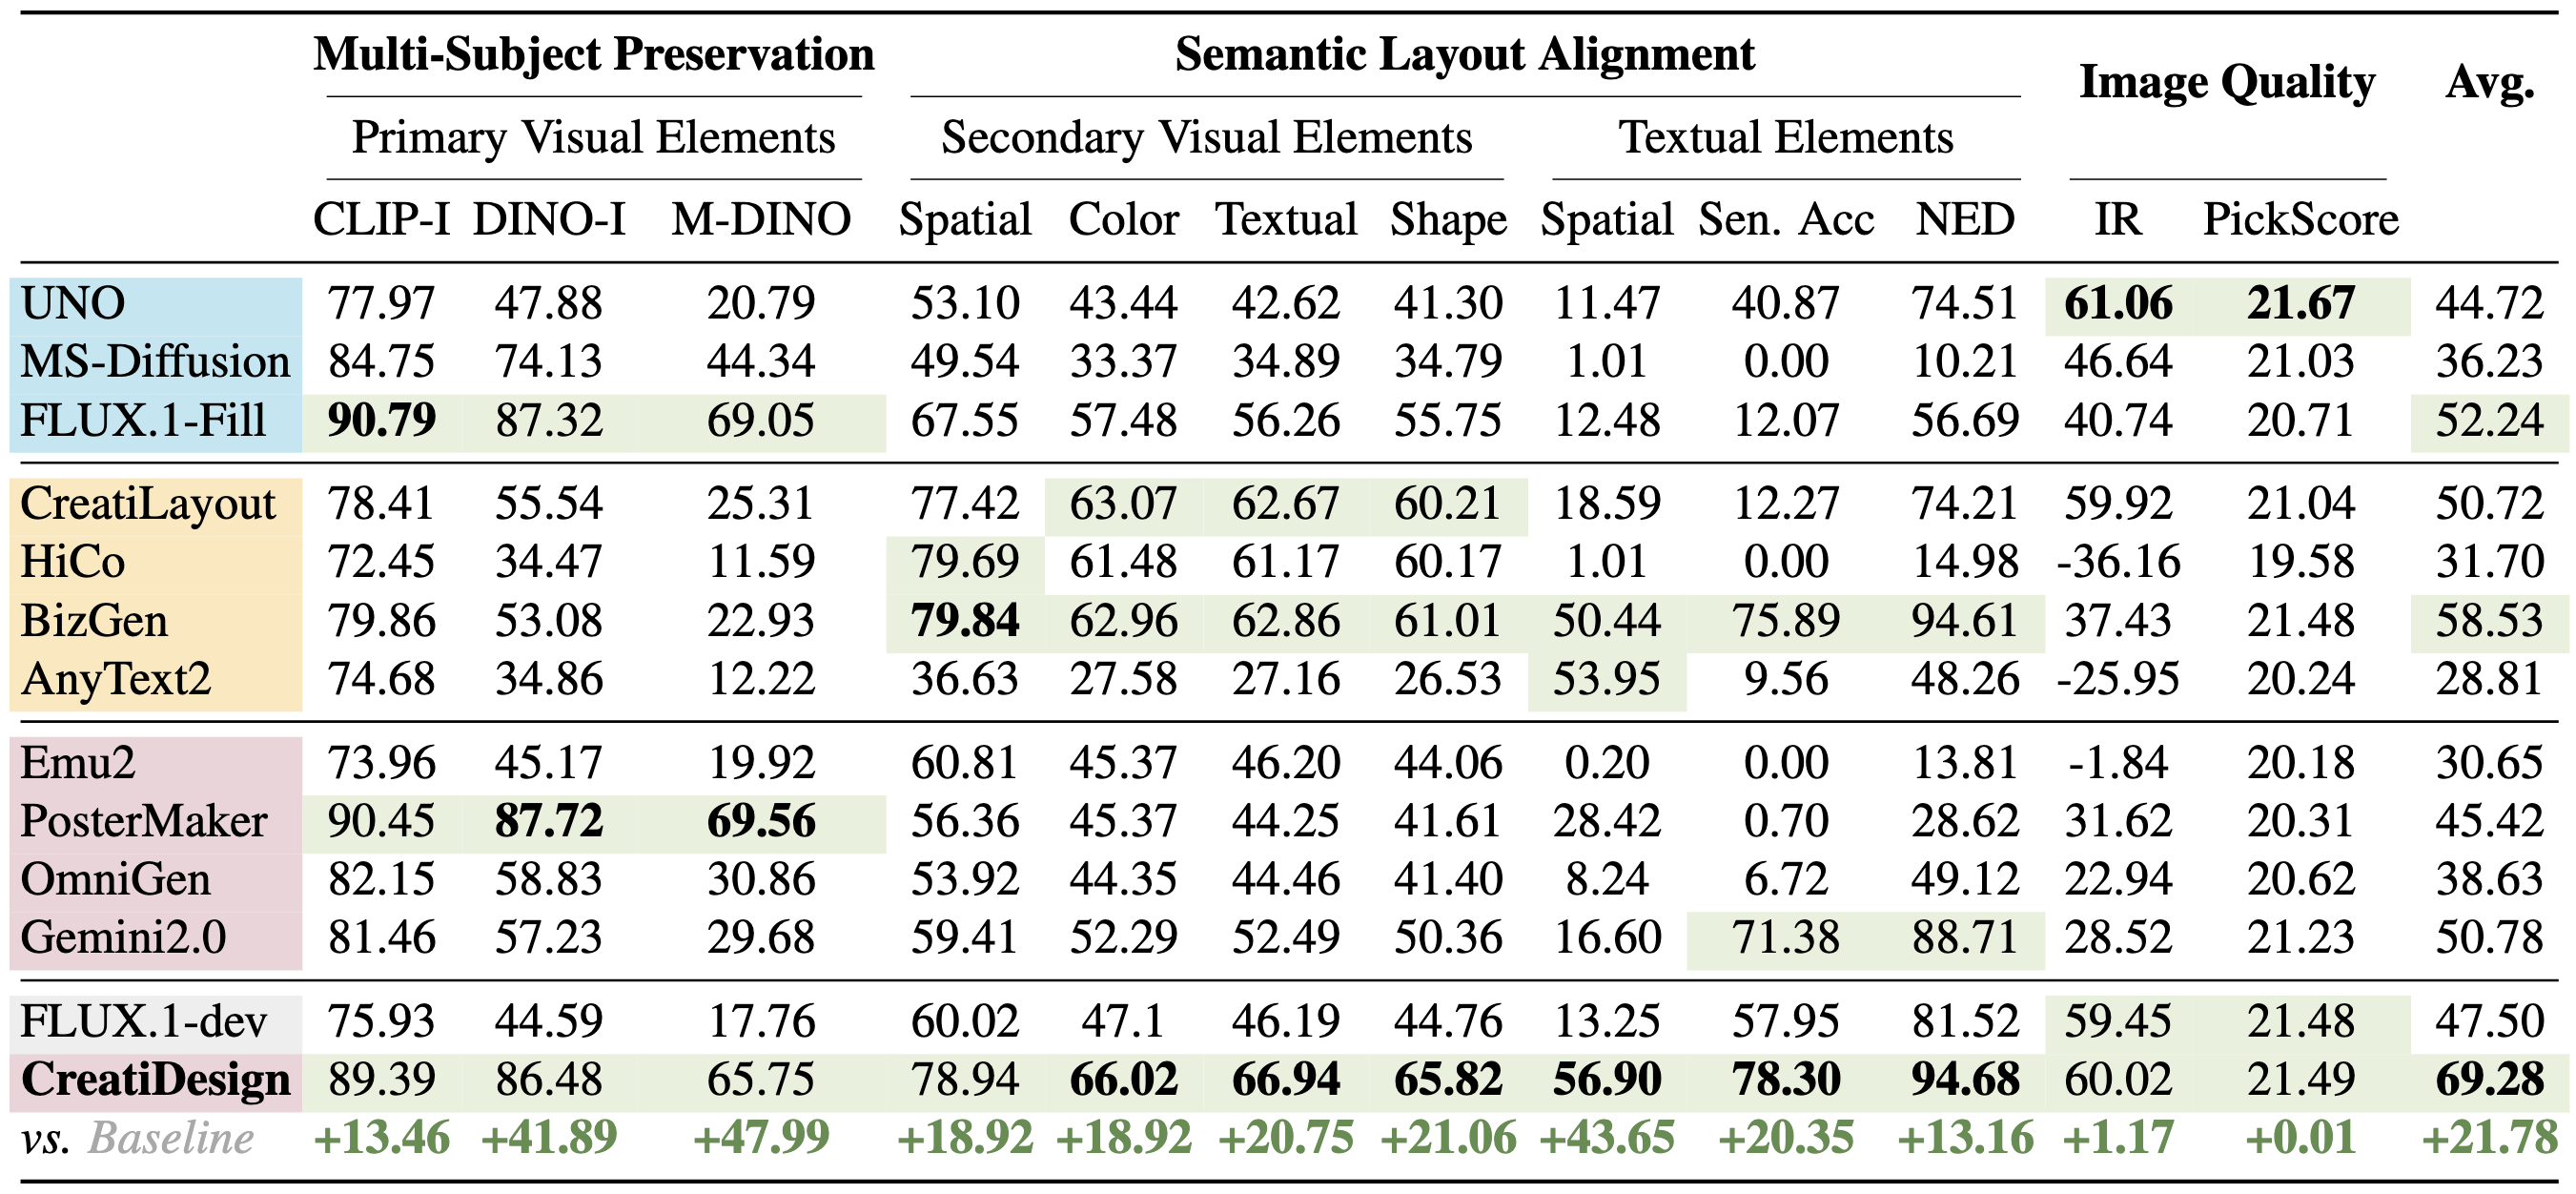 Multi-Subject Preservation Semantic Layout Alignment Image Quality Avg.
Primary Visual Elements Secondary Visual Elements Textual Elements
CLIP-I DINO-I M-DINO Spatial Color Textual Shape Spatial Sen. Acc NED IR PickScore
UNO 77.97 47.88 20.79 53.10 43.44 42.62 41.30 11.47 40.87 74.51 61.06 21.67 44.72
MS-Diffusion 84.75 74.13 44.34 49.54 33.37 34.89 34.79 1.01 0.00 10.21 46.64 21.03 36.23
FLUX.1-Fill 90.79 87.32 69.05 67.55 57.48 56.26 55.75 12.48 12.07 56.69 40.74 20.71 52.24
CreatiLayout 78.41 55.54 25.31 77.42 63.07 62.67 60.21 18.59 12.27 74.21 59.92 21.04 50.72
HiCo 72.45 34.47 11.59 79.69 61.48 61.17 60.17 1.01 0.00 14.98 -36.16 19.58 31.70
BizGen 79.86 53.08 22.93 79.84 62.96 62.86 61.01 50.44 75.89 94.61 37.43 21.48 58.53
AnyText2 74.68 34.86 12.22 36.63 27.58 27.16 26.53 53.95 9.56 48.26 -25.95 20.24 28.81
Emu2 73.96 45.17 19.92 60.81 45.37 46.20 44.06 0.20 0.00 13.81 -1.84 20.18 30.65
PosterMaker 90.45 87.72 69.56 56.36 45.37 44.25 41.61 28.42 0.70 28.62 31.62 20.31 45.42
OmniGen 82.15 58.83 30.86 53.92 44.35 44.46 41.40 8.24 6.72 49.12 22.94 20.62 38.63
Gemini2.0 81.46 57.23 29.68 59.41 52.29 52.49 50.36 16.60 71.38 88.71 28.52 21.23 50.78
FLUX.1-dev 75.93 44.59 17.76 60.02 47.1 46.19 44.76 13.25 57.95 81.52 59.45 21.48 47.50
CreatiDesign 89.39 86.48 65.75 78.94 66.02 66.94 65.82 56.90 78.30 94.68 60.02 21.49 69.28
vs. Baseline +13.46 +41.89 +47.99 +18.92 +18.92 +20.75 +21.06 +43.65 +20.35 +13.16 +1.17 +0.01 +21.78